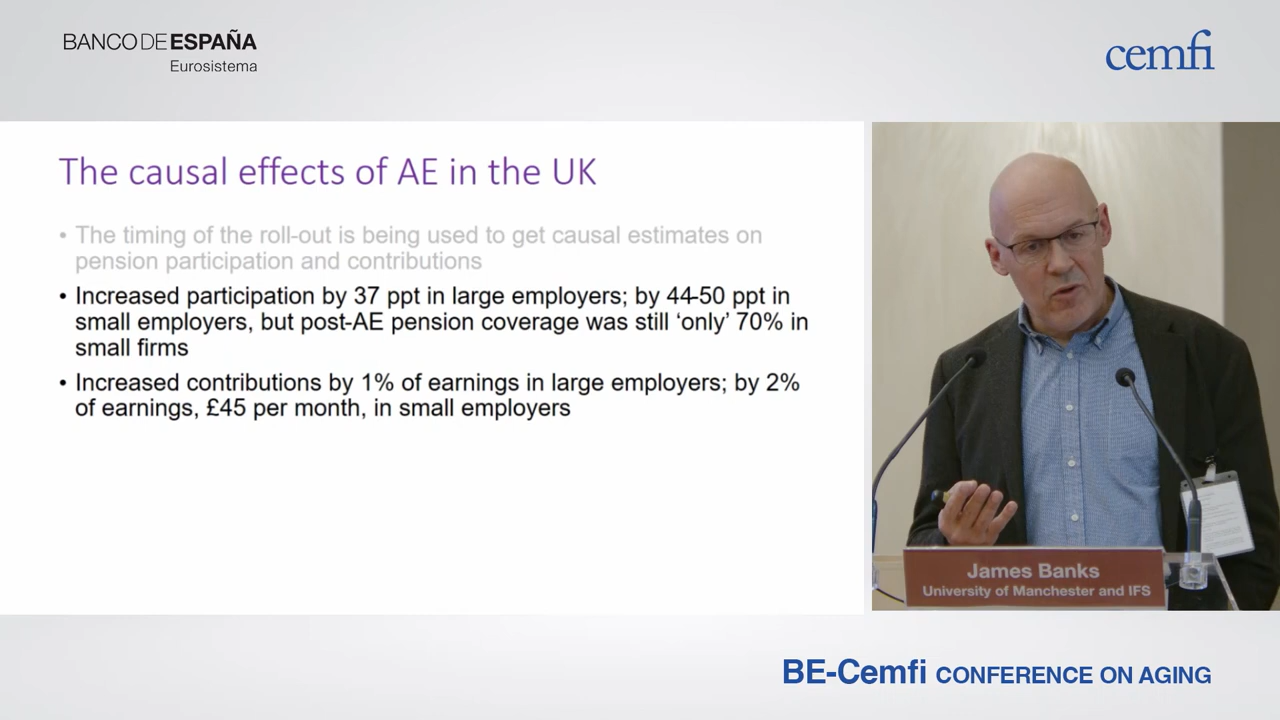 BANCO DE ESPAÑA
Eurosistema
cemfi
The causal effects of AE in the UK
• The timing of the roll-out is being used to get causal estimates on
pension participation and contributions
• Increased participation by 37 ppt in large employers; by 44-50 ppt in
small employers, but post-AE pension coverage was still ‘only’ 70% in
small firms
• Increased contributions by 1% of earnings in large employers; by 2%
of earnings, £45 per month, in small employers
James Banks
University of Manchester and IFS
BE-Cemfi CONFERENCE ON AGING